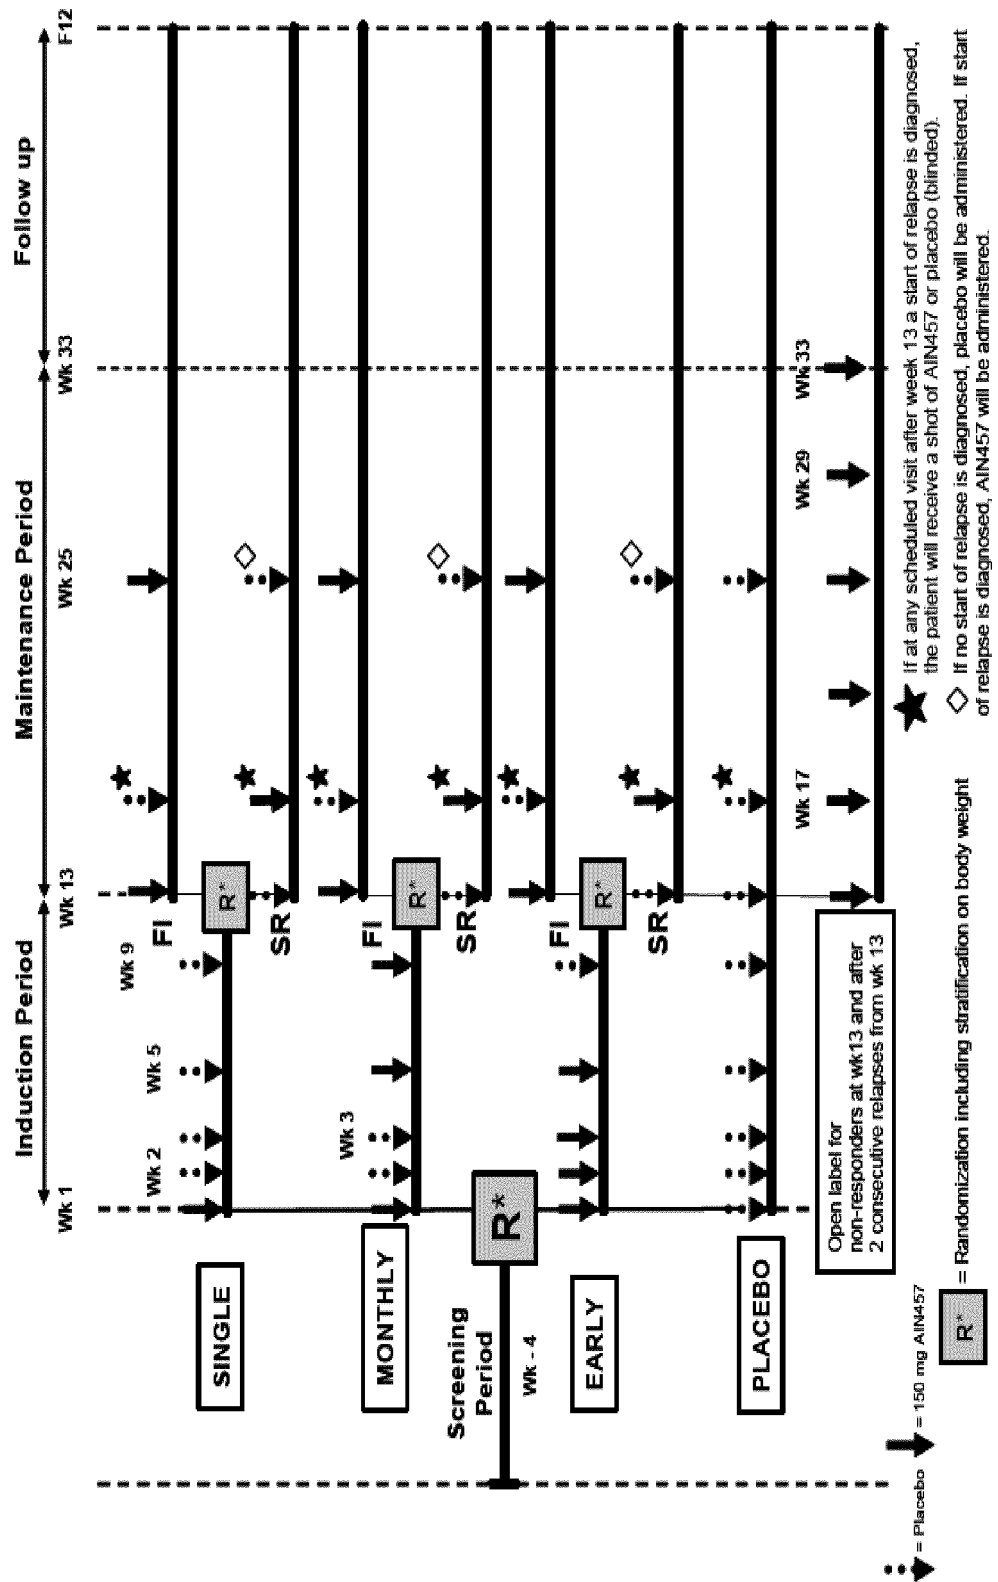 Induction Period
Maintenance Period
Follow up
Wk 1
Wk 13
Wk 25
Wk 33
F12
Wk 2
Wk 5
Wk 9
SINGLE
FI
R*
SR
Wk 3
MONTHLY
FI
R*
SR
Screening
Period
Wk - 4
R*
EARLY
FI
R*
SR
PLACEBO
Wk 17
Wk 29
Wk 33
Open label for
non-responders at wk13 and after
2 consecutive relapses from wk 13
= Placebo
= 150 mg AIN457
R*
= Randomization including stratification on body weight
If at any scheduled visit after week 13 a start of relapse is diagnosed,
the patient will receive a shot of AIN457 or placebo (blinded).
If no start of relapse is diagnosed, placebo will be administered. If start
of relapse is diagnosed, AIN457 will be administered.